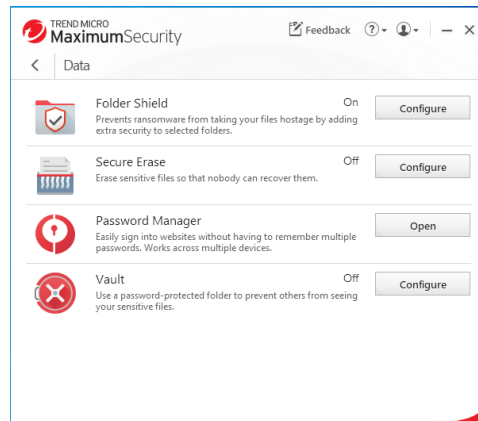 TREND MICRO
MaximumSecurity
Feedback
?
Data
Folder Shield
On
Configure
Prevents ransomware from taking your files hostage by adding
extra security to selected folders.
Secure Erase
Off
Configure
Erase sensitive files so that nobody can recover them.
Password Manager
Open
Easily sign into websites without having to remember multiple
passwords. Works across multiple devices.
Vault
Off
Configure
Use a password-protected folder to prevent others from seeing
your sensitive files.